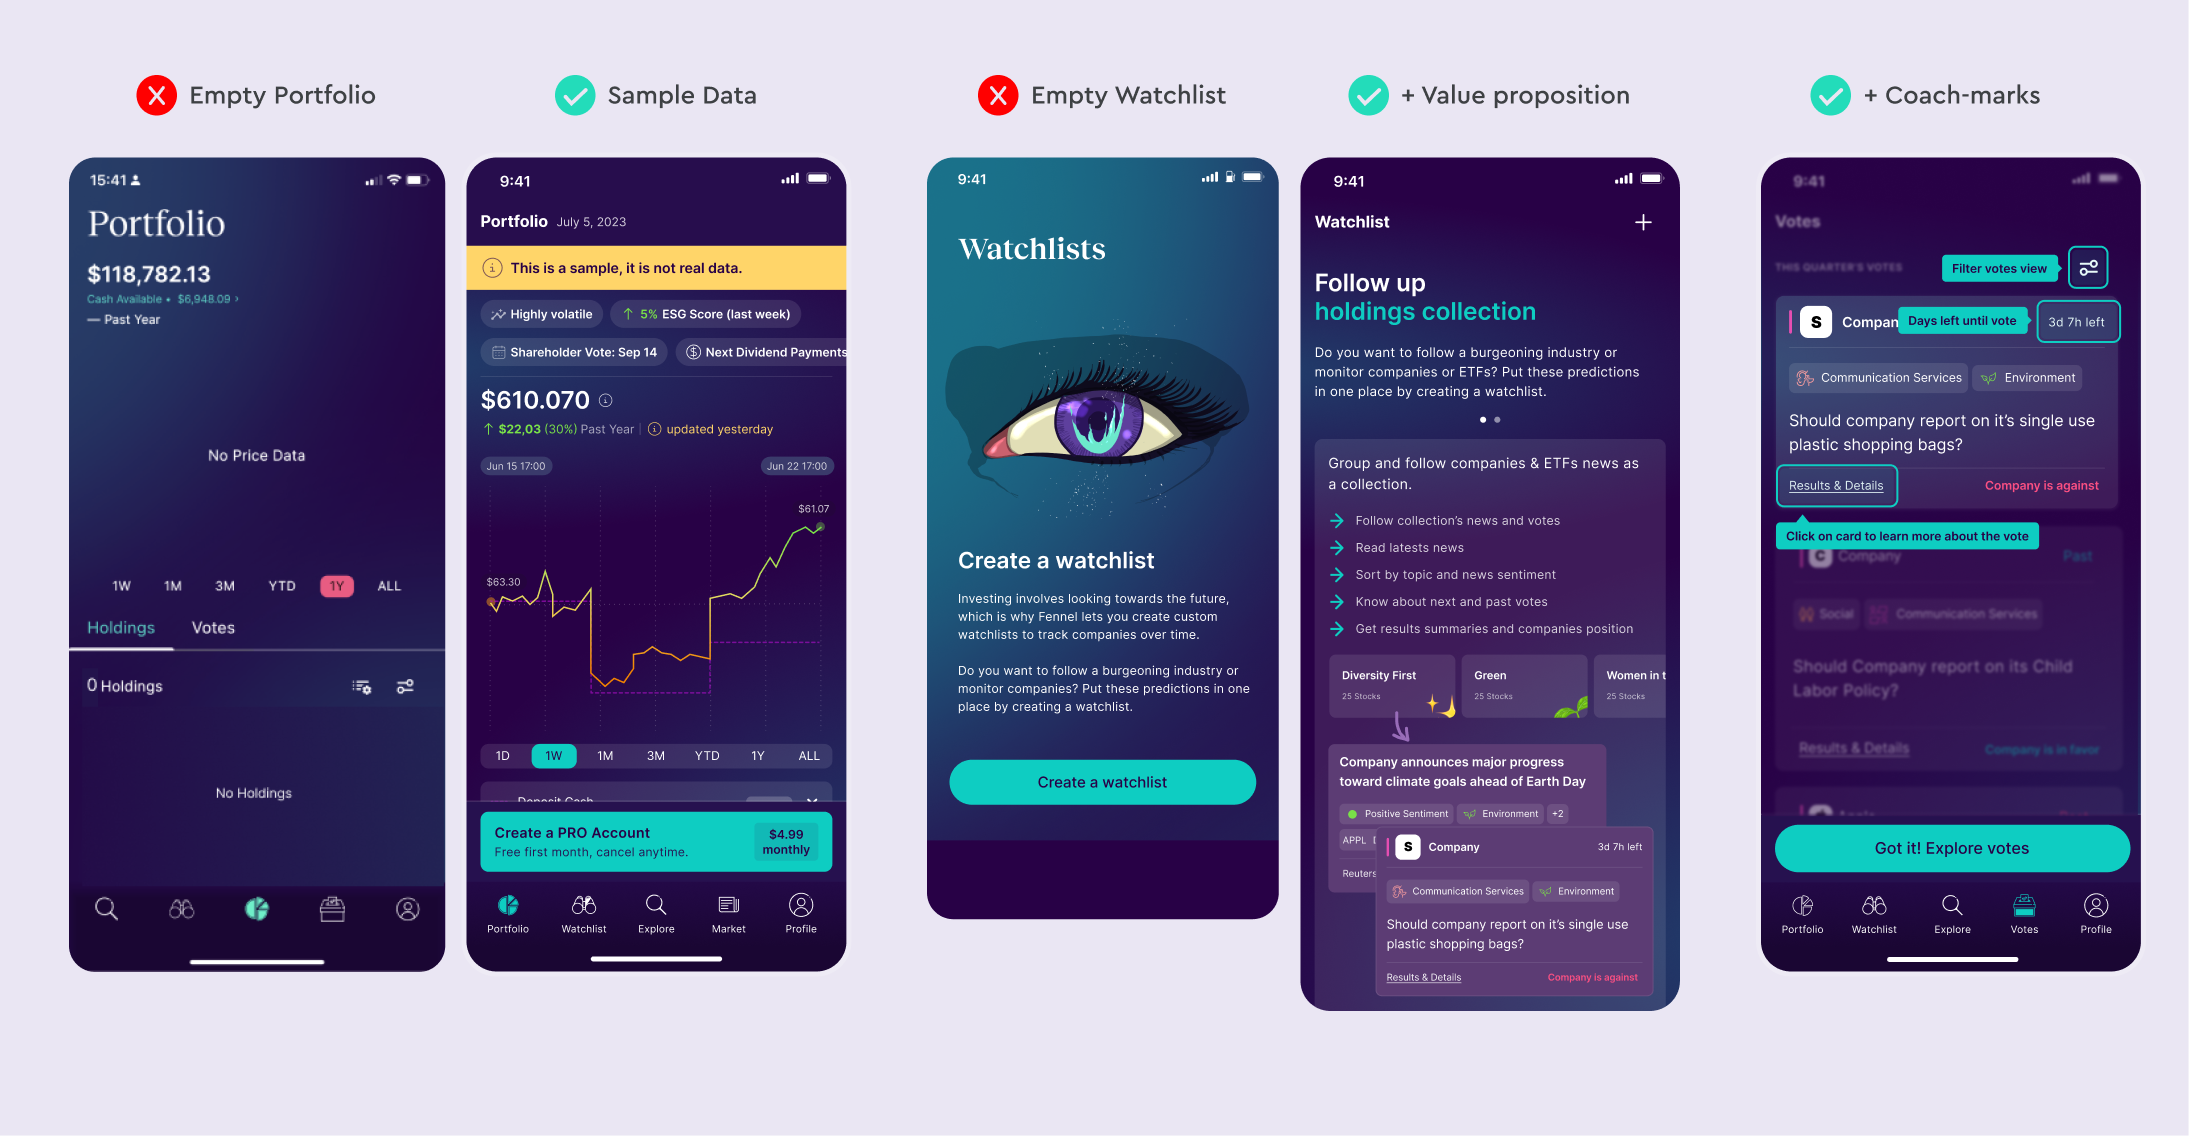 Empty Portfolio
Sample Data
Empty Watchlist
+ Value proposition
+ Coach-marks
15:41
Portfolio
$118,782.13
Cash Available • $6,948.09 ›
— Past Year
No Price Data
1W 1M 3M YTD 1Y ALL
Holdings Votes
0 Holdings
No Holdings
9:41
Portfolio July 5, 2023
This is a sample, it is not real data.
Highly volatile
5% ESG Score (last week)
Shareholder Vote: Sep 14
Next Dividend Payments
$610.070
$22,03 (30%) Past Year
updated yesterday
Jun 15 17:00
Jun 22 17:00
$61.07
$63.30
1D 1W 1M 3M YTD 1Y ALL
Deposit Cash
Create a PRO Account
Free first month, cancel anytime.
$4.99
monthly
Portfolio Watchlist Explore Market Profile
9:41
Watchlists
Create a watchlist
Investing involves looking towards the future,
which is why Fennel lets you create custom
watchlists to track companies over time.
Do you want to follow a burgeoning industry or
monitor companies? Put these predictions in one
place by creating a watchlist.
Create a watchlist
9:41
Watchlist
Follow up
holdings collection
Do you want to follow a burgeoning industry or
monitor companies or ETFs? Put these predictions
in one place by creating a watchlist.
Group and follow companies & ETFs news as
a collection.
Follow collection's news and votes
Read latests news
Sort by topic and news sentiment
Know about next and past votes
Get results summaries and companies position
Diversity First
25 Stocks
Green
25 Stocks
Women in t
25 Stocks
Company announces major progress
toward climate goals ahead of Earth Day
Positive Sentiment
Environment
+2
APPL
Reuters
S
Company
3d 7h left
Communication Services
Environment
Should company report on it's single use
plastic shopping bags?
Results & Details
Company is against
9:41
Votes
THIS QUARTER'S VOTES
Filter votes view
S
Compan
Days left until vote
3d 7h left
Communication Services
Environment
Should company report on it's single use
plastic shopping bags?
Results & Details
Company is against
Click on card to learn more about the vote
C
Company
Past
Social
Communication Services
Should Company report on its Child
Labor Policy?
Results & Details
Company is in favor
Got it! Explore votes
Portfolio Watchlist Explore Votes Profile